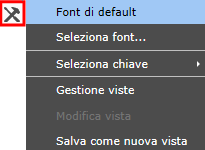 Font di default
Seleziona font...
Seleziona chiave
Gestione viste
Modifica vista
Salva come nuova vista